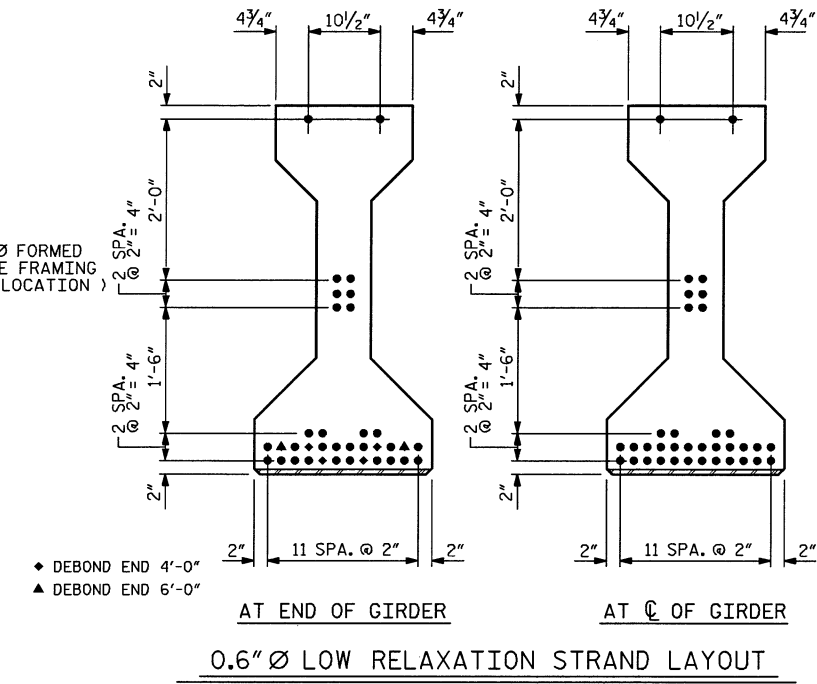 4¾" 10½" 4¾"
4¾" 10½" 4¾"
2"
2'-0"
2 SPA. @ 2" = 4"
1'-6"
2 SPA. @ 2" = 4"
2"
2"
2'-0"
2 SPA. @ 2" = 4"
1'-6"
2 SPA. @ 2" = 4"
2"
Ø FORMED
E FRAMING
LOCATION )
2" 11 SPA. @ 2" 2"
2" 11 SPA. @ 2" 2"
◆ DEBOND END 4'-0"
▲ DEBOND END 6'-0"
AT END OF GIRDER
AT ℄ OF GIRDER
0.6" Ø LOW RELAXATION STRAND LAYOUT